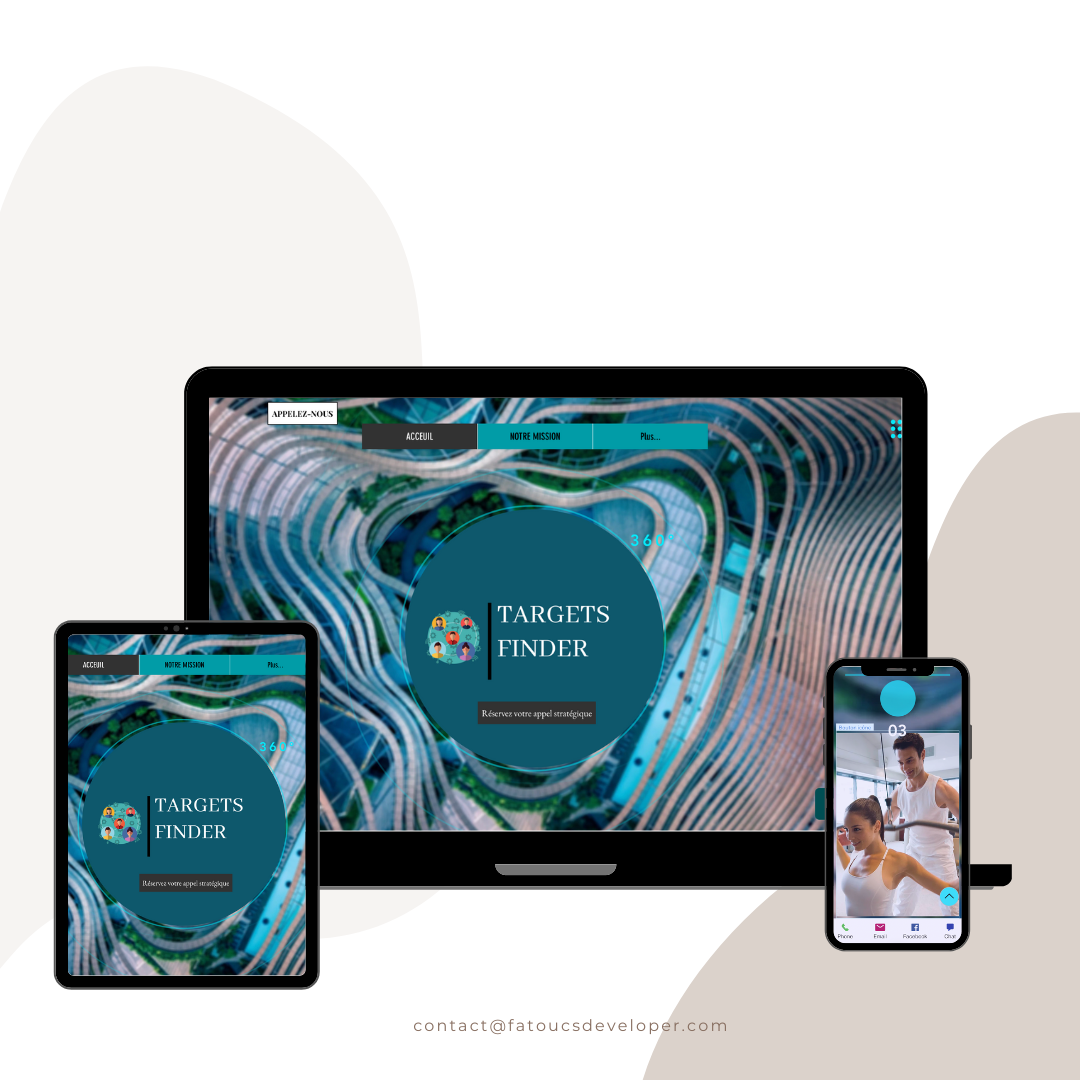 APPELEZ-NOUS
ACCEUIL NOTRE MISSION Plus...
360°
TARGETS
FINDER
Réservez votre appel stratégique
ACCEUIL NOTRE MISSION Plus...
360
TARGETS
FINDER
Réservez votre appel stratégique
03
Phone Email Facebook Chat
contact@fatoucsdeveloper.com